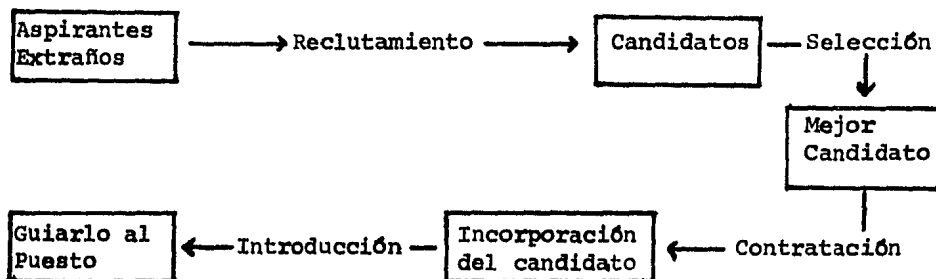 Aspirantes
Extraños
Reclutamiento
Candidatos
Selección
Mejor
Candidato
Contratación
Incorporación
del candidato
Introducción
Guiarlo al
Puesto